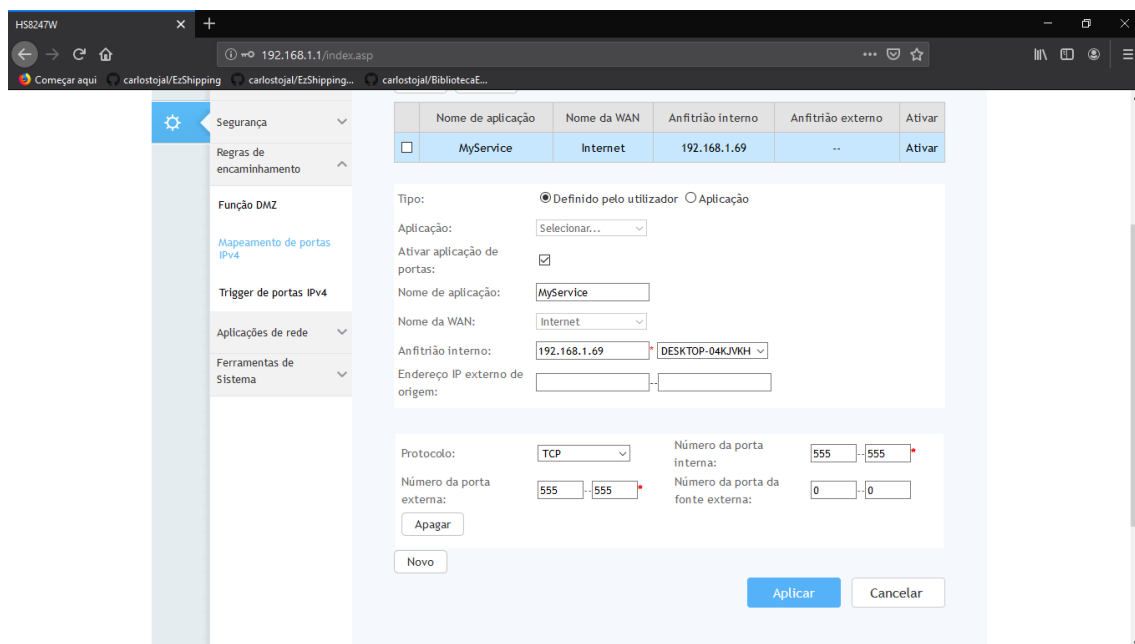 HS8247W
192.168.1.1/index.asp
Começar aqui carlostojal/EzShipping carlostojal/EzShipping... carlostojal/BibliotecaE...
Nome de aplicação Nome da WAN Anfitrião interno Anfitrião externo Ativar
MyService Internet 192.168.1.69 -- Ativar
Segurança
Regras de
encaminhamento
Função DMZ
Mapeamento de portas
IPv4
Trigger de portas IPv4
Aplicações de rede
Ferramentas de
Sistema
Tipo: Definido pelo utilizador Aplicação
Aplicação: Selecionar...
Ativar aplicação de
portas:
Nome de aplicação: MyService
Nome da WAN: Internet
Anfitrião interno: 192.168.1.69 * DESKTOP-04KJVKH
Endereço IP externo de
origem: --
Protocolo: TCP
Número da porta
interna: 555 -- 555 *
Número da porta
externa: 555 -- 555 *
Número da porta da
fonte externa: 0 -- 0
Apagar
Novo
Aplicar Cancelar